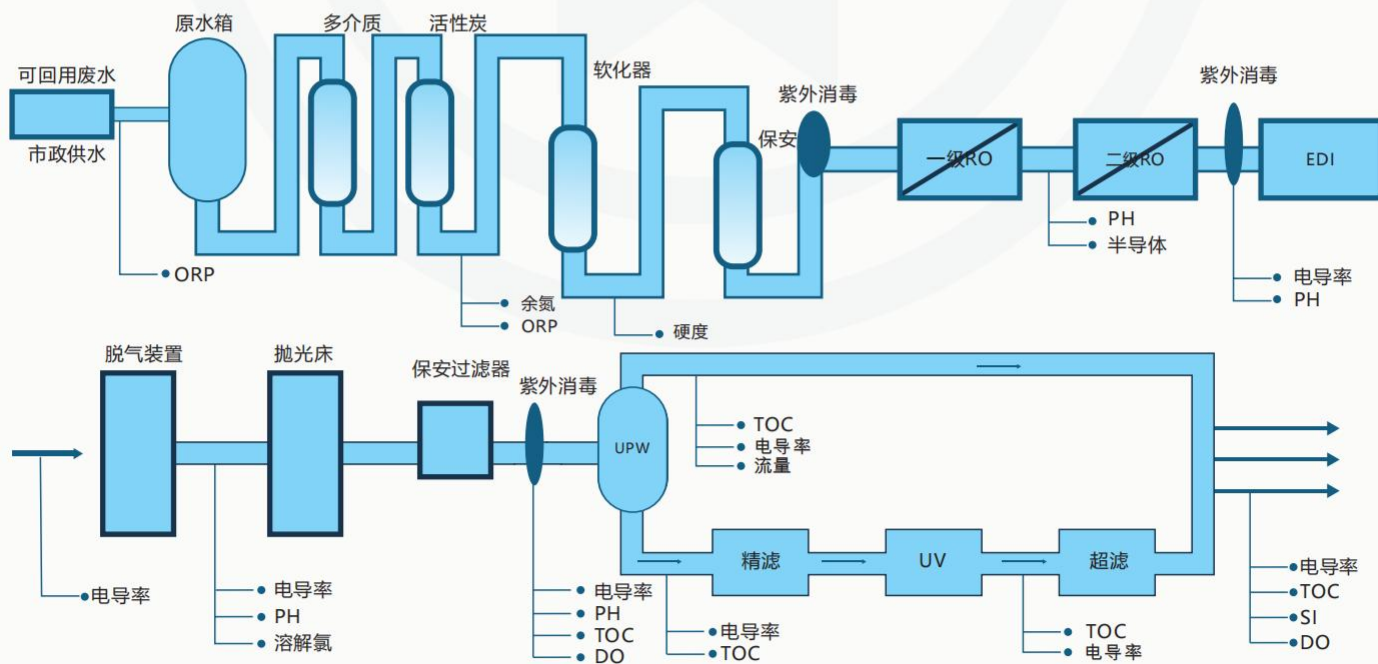 原水箱
多介质
活性炭
可回用废水
市政供水
软化器
保安
紫外消毒
一级RO
二级RO
紫外消毒
EDI
ORP
余氮
ORP
硬度
PH
半导体
电导率
PH
脱气装置
抛光床
保安过滤器
紫外消毒
UPW
TOC
电导率
流量
精滤
UV
超滤
电导率
电导率
PH
溶解氯
电导率
PH
TOC
DO
电导率
TOC
TOC
电导率
电导率
TOC
SI
DO